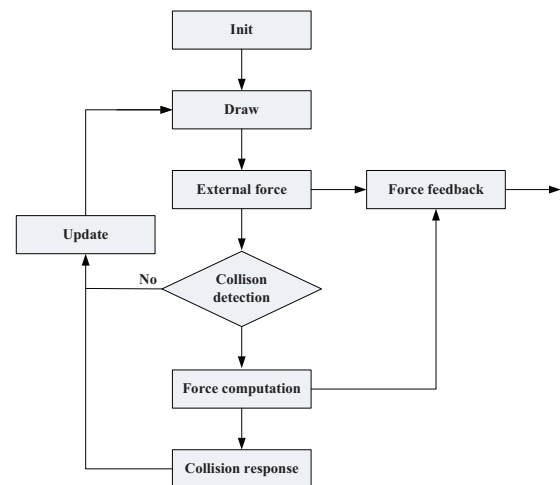 Init
Draw
External force
Force feedback
Update
No
Collison
detection
Force computation
Collision response